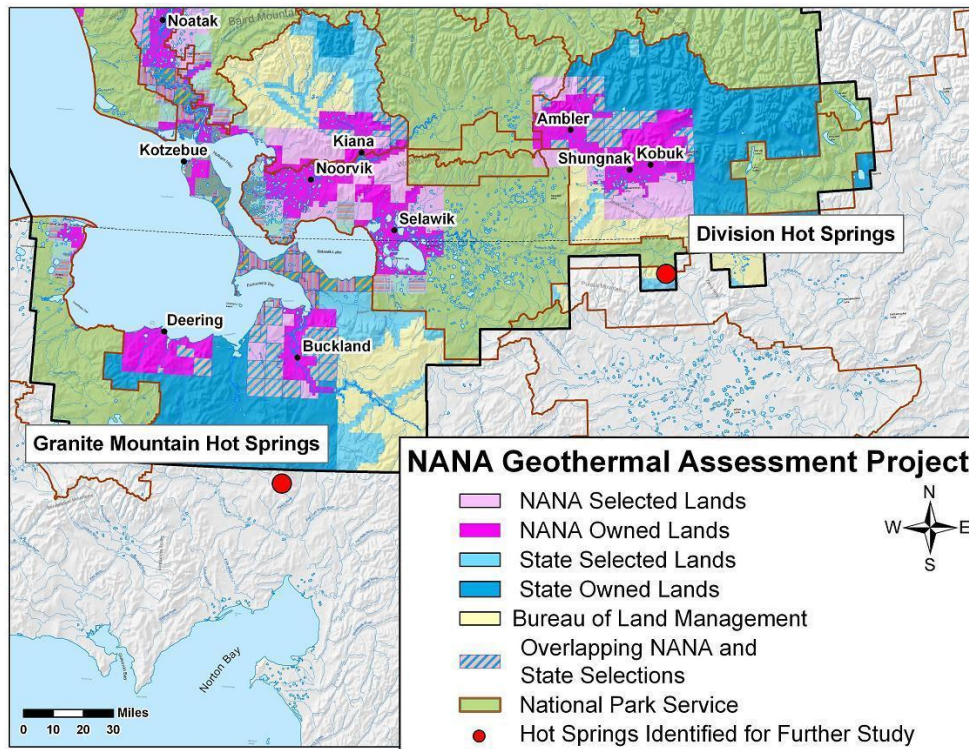 Noatak
Baird Mountains
Kotzebue
Kiana
Noorvik
Selawik
Ambler
Shungnak
Kobuk
Division Hot Springs
Deering
Buckland
Granite Mountain Hot Springs
Norton Bay
NANA Geothermal Assessment Project
NANA Selected Lands
NANA Owned Lands
State Selected Lands
State Owned Lands
Bureau of Land Management
Overlapping NANA and
State Selections
National Park Service
Hot Springs Identified for Further Study
N
W E
S
Miles
0 10 20 30